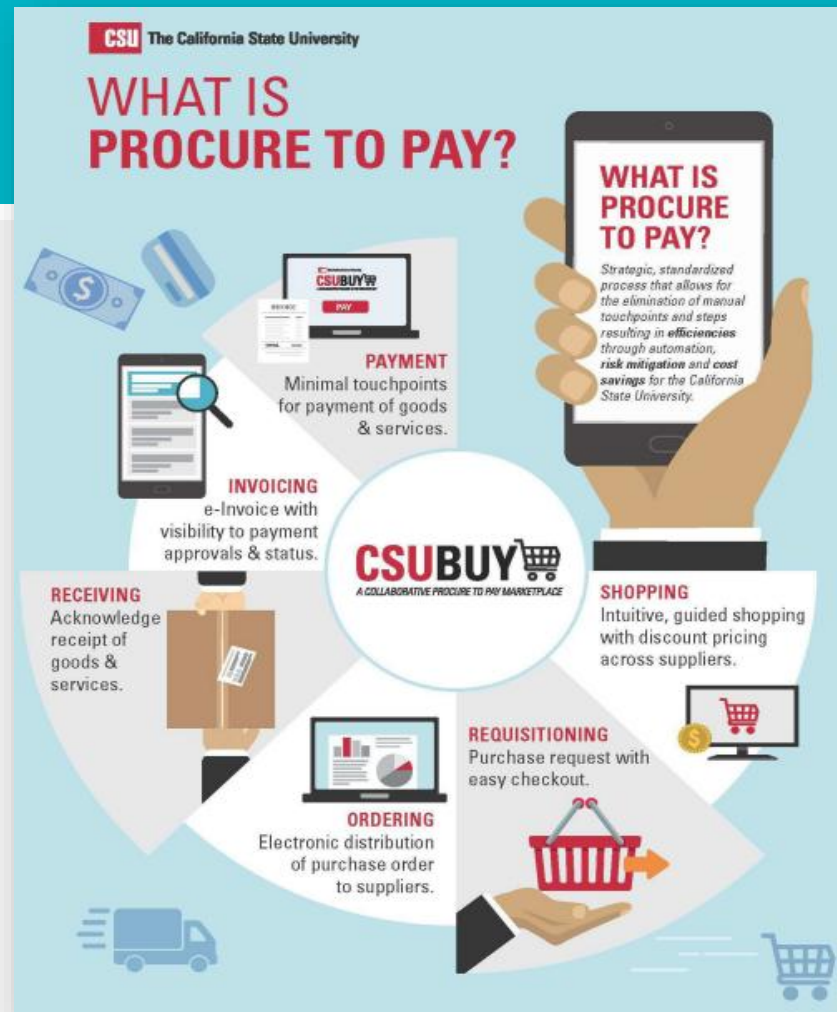 CSU The California State University
WHAT IS
PROCURE TO PAY?
WHAT IS
PROCURE
TO PAY?
Strategic, standardized
process that allows for
the elimination of manual
touchpoints and steps
resulting in efficiencies
through automation,
risk mitigation and cost
savings for the California
State University.
CSUBUY
A COLLABORATIVE PROCURE TO PAY MARKETPLACE
SHOPPING
Intuitive, guided shopping
with discount pricing
across suppliers.
$
REQUISITIONING
Purchase request with
easy checkout.
ORDERING
Electronic distribution
of purchase order
to suppliers.
RECEIVING
Acknowledge
receipt of
goods &
services.
INVOICING
e-Invoice with
visibility to payment
approvals & status.
$
CSUBUY
PAY
INVOICE
PAYMENT
Minimal touchpoints
for payment of goods
& services.